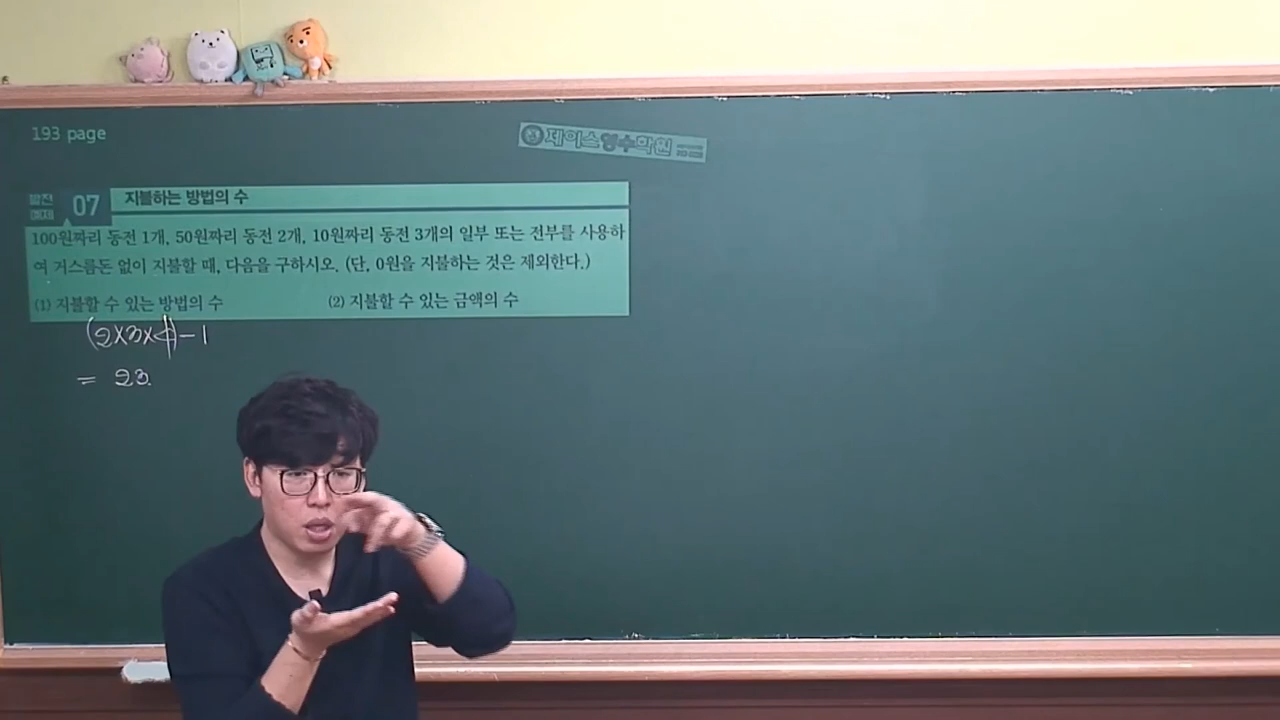 193 page
제이스영수학원
발전
예제 07 지불하는 방법의 수
100원짜리 동전 1개, 50원짜리 동전 2개, 10원짜리 동전 3개의 일부 또는 전부를 사용하
여 거스름돈 없이 지불할 때, 다음을 구하시오. (단, 0원을 지불하는 것은 제외한다.)
(1) 지불할 수 있는 방법의 수 (2) 지불할 수 있는 금액의 수
(2×3×4)-1
= 23.